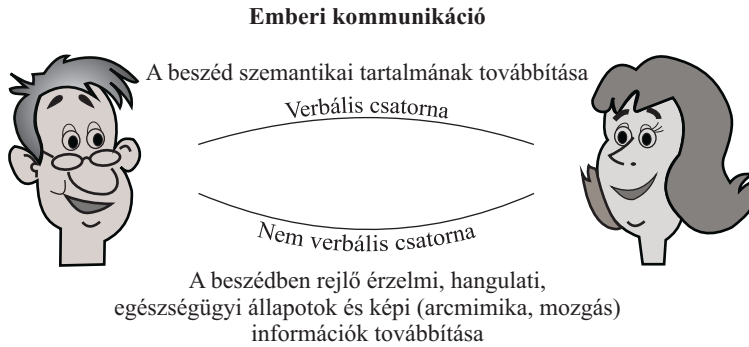 Emberi kommunikáció
A beszéd szemantikai tartalmának továbbítása
Verbális csatorna
Nem verbális csatorna
A beszédben rejlő érzelmi, hangulati,
egészségügyi állapotok és képi (arcmimika, mozgás)
információk továbbítása